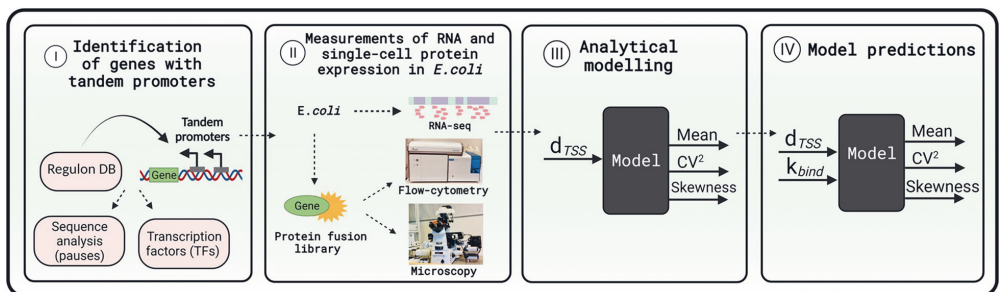 I
Identification
of genes with
tandem promoters
Tandem
promoters
Regulon DB
Gene
Sequence
analysis
(pauses)
Transcription
factors (TFs)
II
Measurements of RNA and
single-cell protein
expression in E.coli
E.coli
RNA-seq
Flow-cytometry
Gene
Protein fusion
library
Microscopy
III
Analytical
modelling
dTSS
Model
Mean
CV²
Skewness
IV
Model predictions
dTSS
kbind
Model
Mean
CV²
Skewness